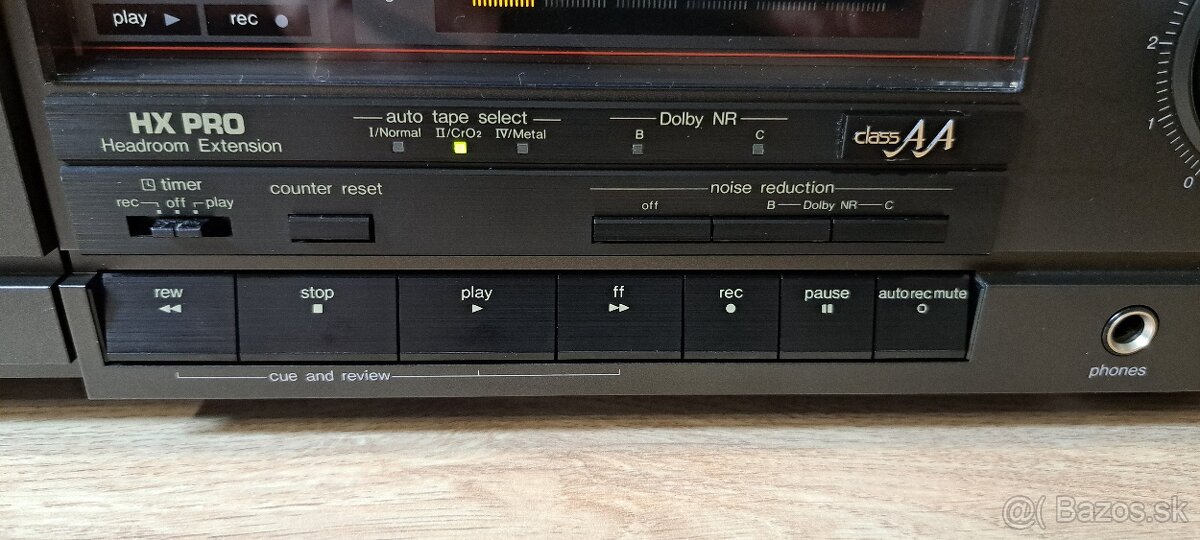 play ▶ rec ●
HX PRO
Headroom Extension
auto tape select
I/Normal II/CrO₂ IV/Metal
Dolby NR
B C
class AA
timer
rec off play
counter reset
noise reduction
off B Dolby NR C
rew stop play ff rec pause auto rec mute
◀◀ ■ ▶ ▶▶ ● ▮▮ ○
cue and review
phones
2
1
0
@( Bazos.sk